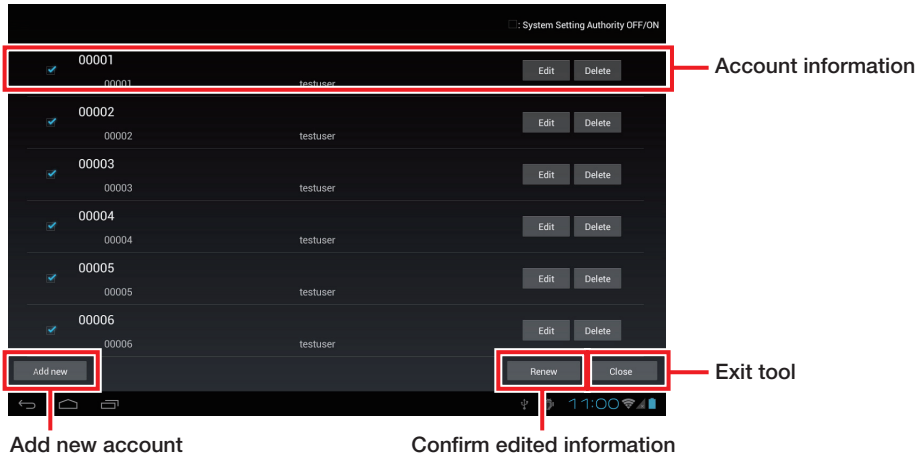 : System Setting Authority OFF/ON
00001
Edit Delete
Account information
00001 testuser
00002
Edit Delete
00002 testuser
00003
Edit Delete
00003 testuser
00004
Edit Delete
00004 testuser
00005
Edit Delete
00005 testuser
00006
Edit Delete
00006 testuser
Add new Renew Close
Exit tool
11:00
Add new account Confirm edited information